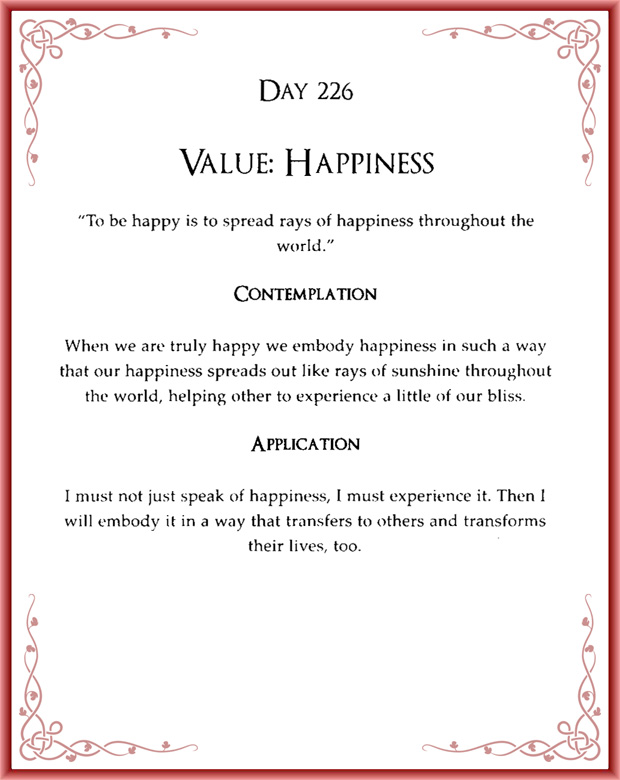 DAY 226
VALUE: HAPPINESS
"To be happy is to spread rays of happiness throughout the
world."
CONTEMPLATION
When we are truly happy we embody happiness in such a way
that our happiness spreads out like rays of sunshine throughout
the world, helping other to experience a little of our bliss.
APPLICATION
I must not just speak of happiness, I must experience it. Then I
will embody it in a way that transfers to others and transforms
their lives, too.